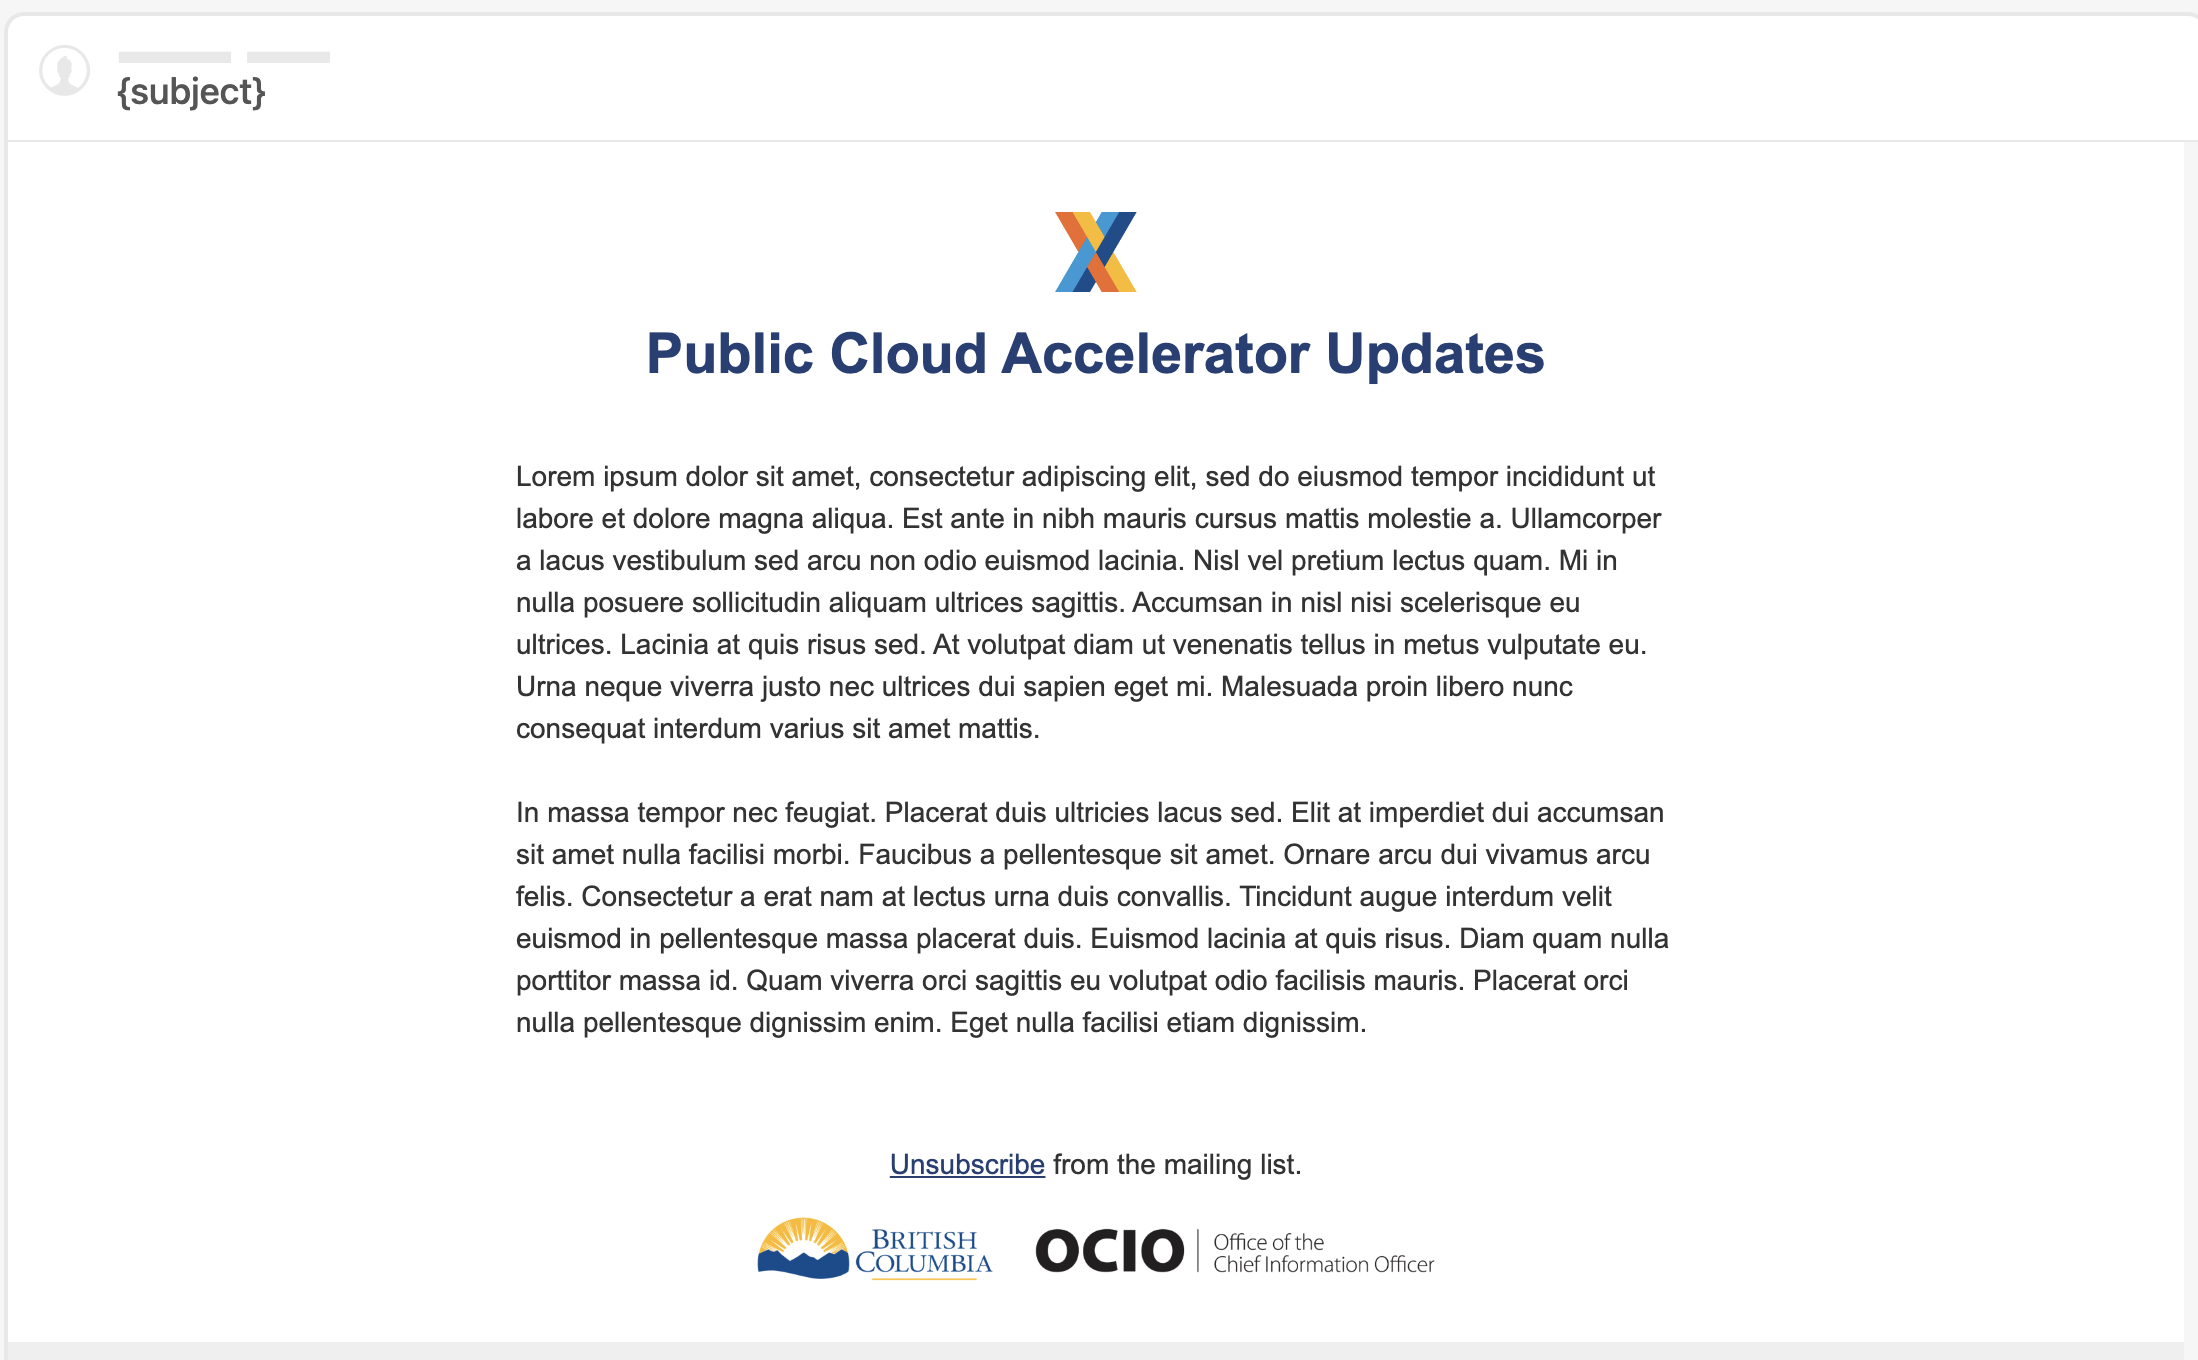 {subject}
Public Cloud Accelerator Updates
Lorem ipsum dolor sit amet, consectetur adipiscing elit, sed do eiusmod tempor incididunt ut
labore et dolore magna aliqua. Est ante in nibh mauris cursus mattis molestie a. Ullamcorper
a lacus vestibulum sed arcu non odio euismod lacinia. Nisl vel pretium lectus quam. Mi in
nulla posuere sollicitudin aliquam ultrices sagittis. Accumsan in nisl nisi scelerisque eu
ultrices. Lacinia at quis risus sed. At volutpat diam ut venenatis tellus in metus vulputate eu.
Urna neque viverra justo nec ultrices dui sapien eget mi. Malesuada proin libero nunc
consequat interdum varius sit amet mattis.
In massa tempor nec feugiat. Placerat duis ultricies lacus sed. Elit at imperdiet dui accumsan
sit amet nulla facilisi morbi. Faucibus a pellentesque sit amet. Ornare arcu dui vivamus arcu
felis. Consectetur a erat nam at lectus urna duis convallis. Tincidunt augue interdum velit
euismod in pellentesque massa placerat duis. Euismod lacinia at quis risus. Diam quam nulla
porttitor massa id. Quam viverra orci sagittis eu volutpat odio facilisis mauris. Placerat orci
nulla pellentesque dignissim enim. Eget nulla facilisi etiam dignissim.
Unsubscribe from the mailing list.
BRITISH
COLUMBIA
OCIO
Office of the
Chief Information Officer